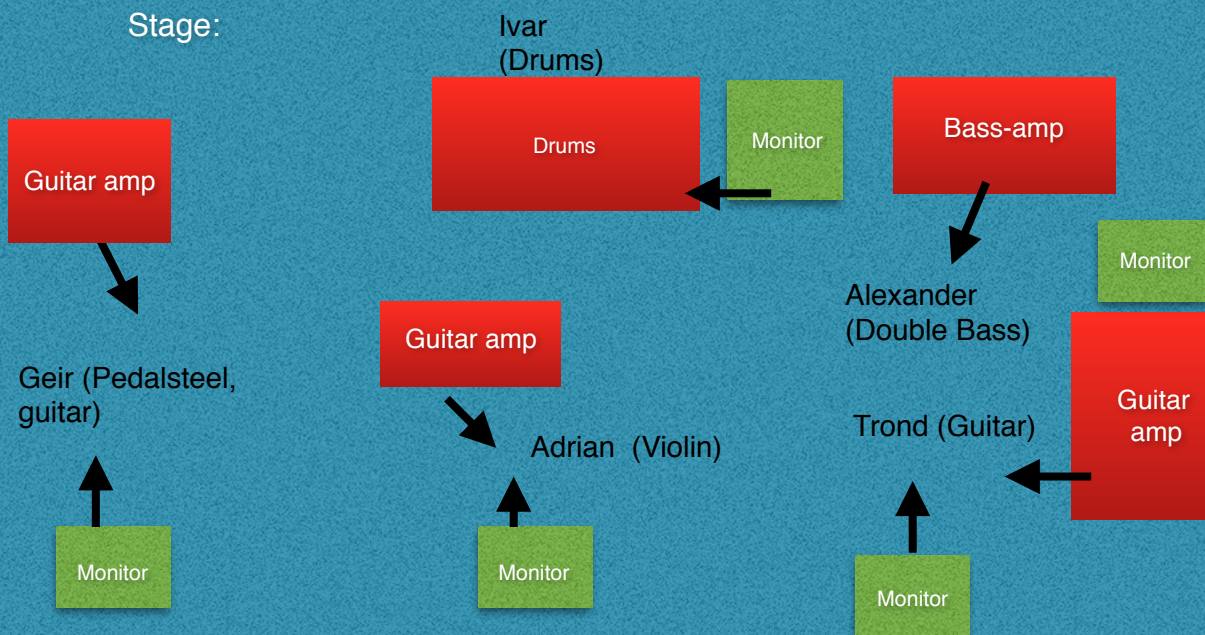 Stage:
Ivar
(Drums)
Guitar amp
Drums
Monitor
Bass-amp
Monitor
Alexander
(Double Bass)
Guitar amp
Geir (Pedalsteel,
guitar)
Guitar
amp
Trond (Guitar)
Adrian (Violin)
Monitor
Monitor
Monitor